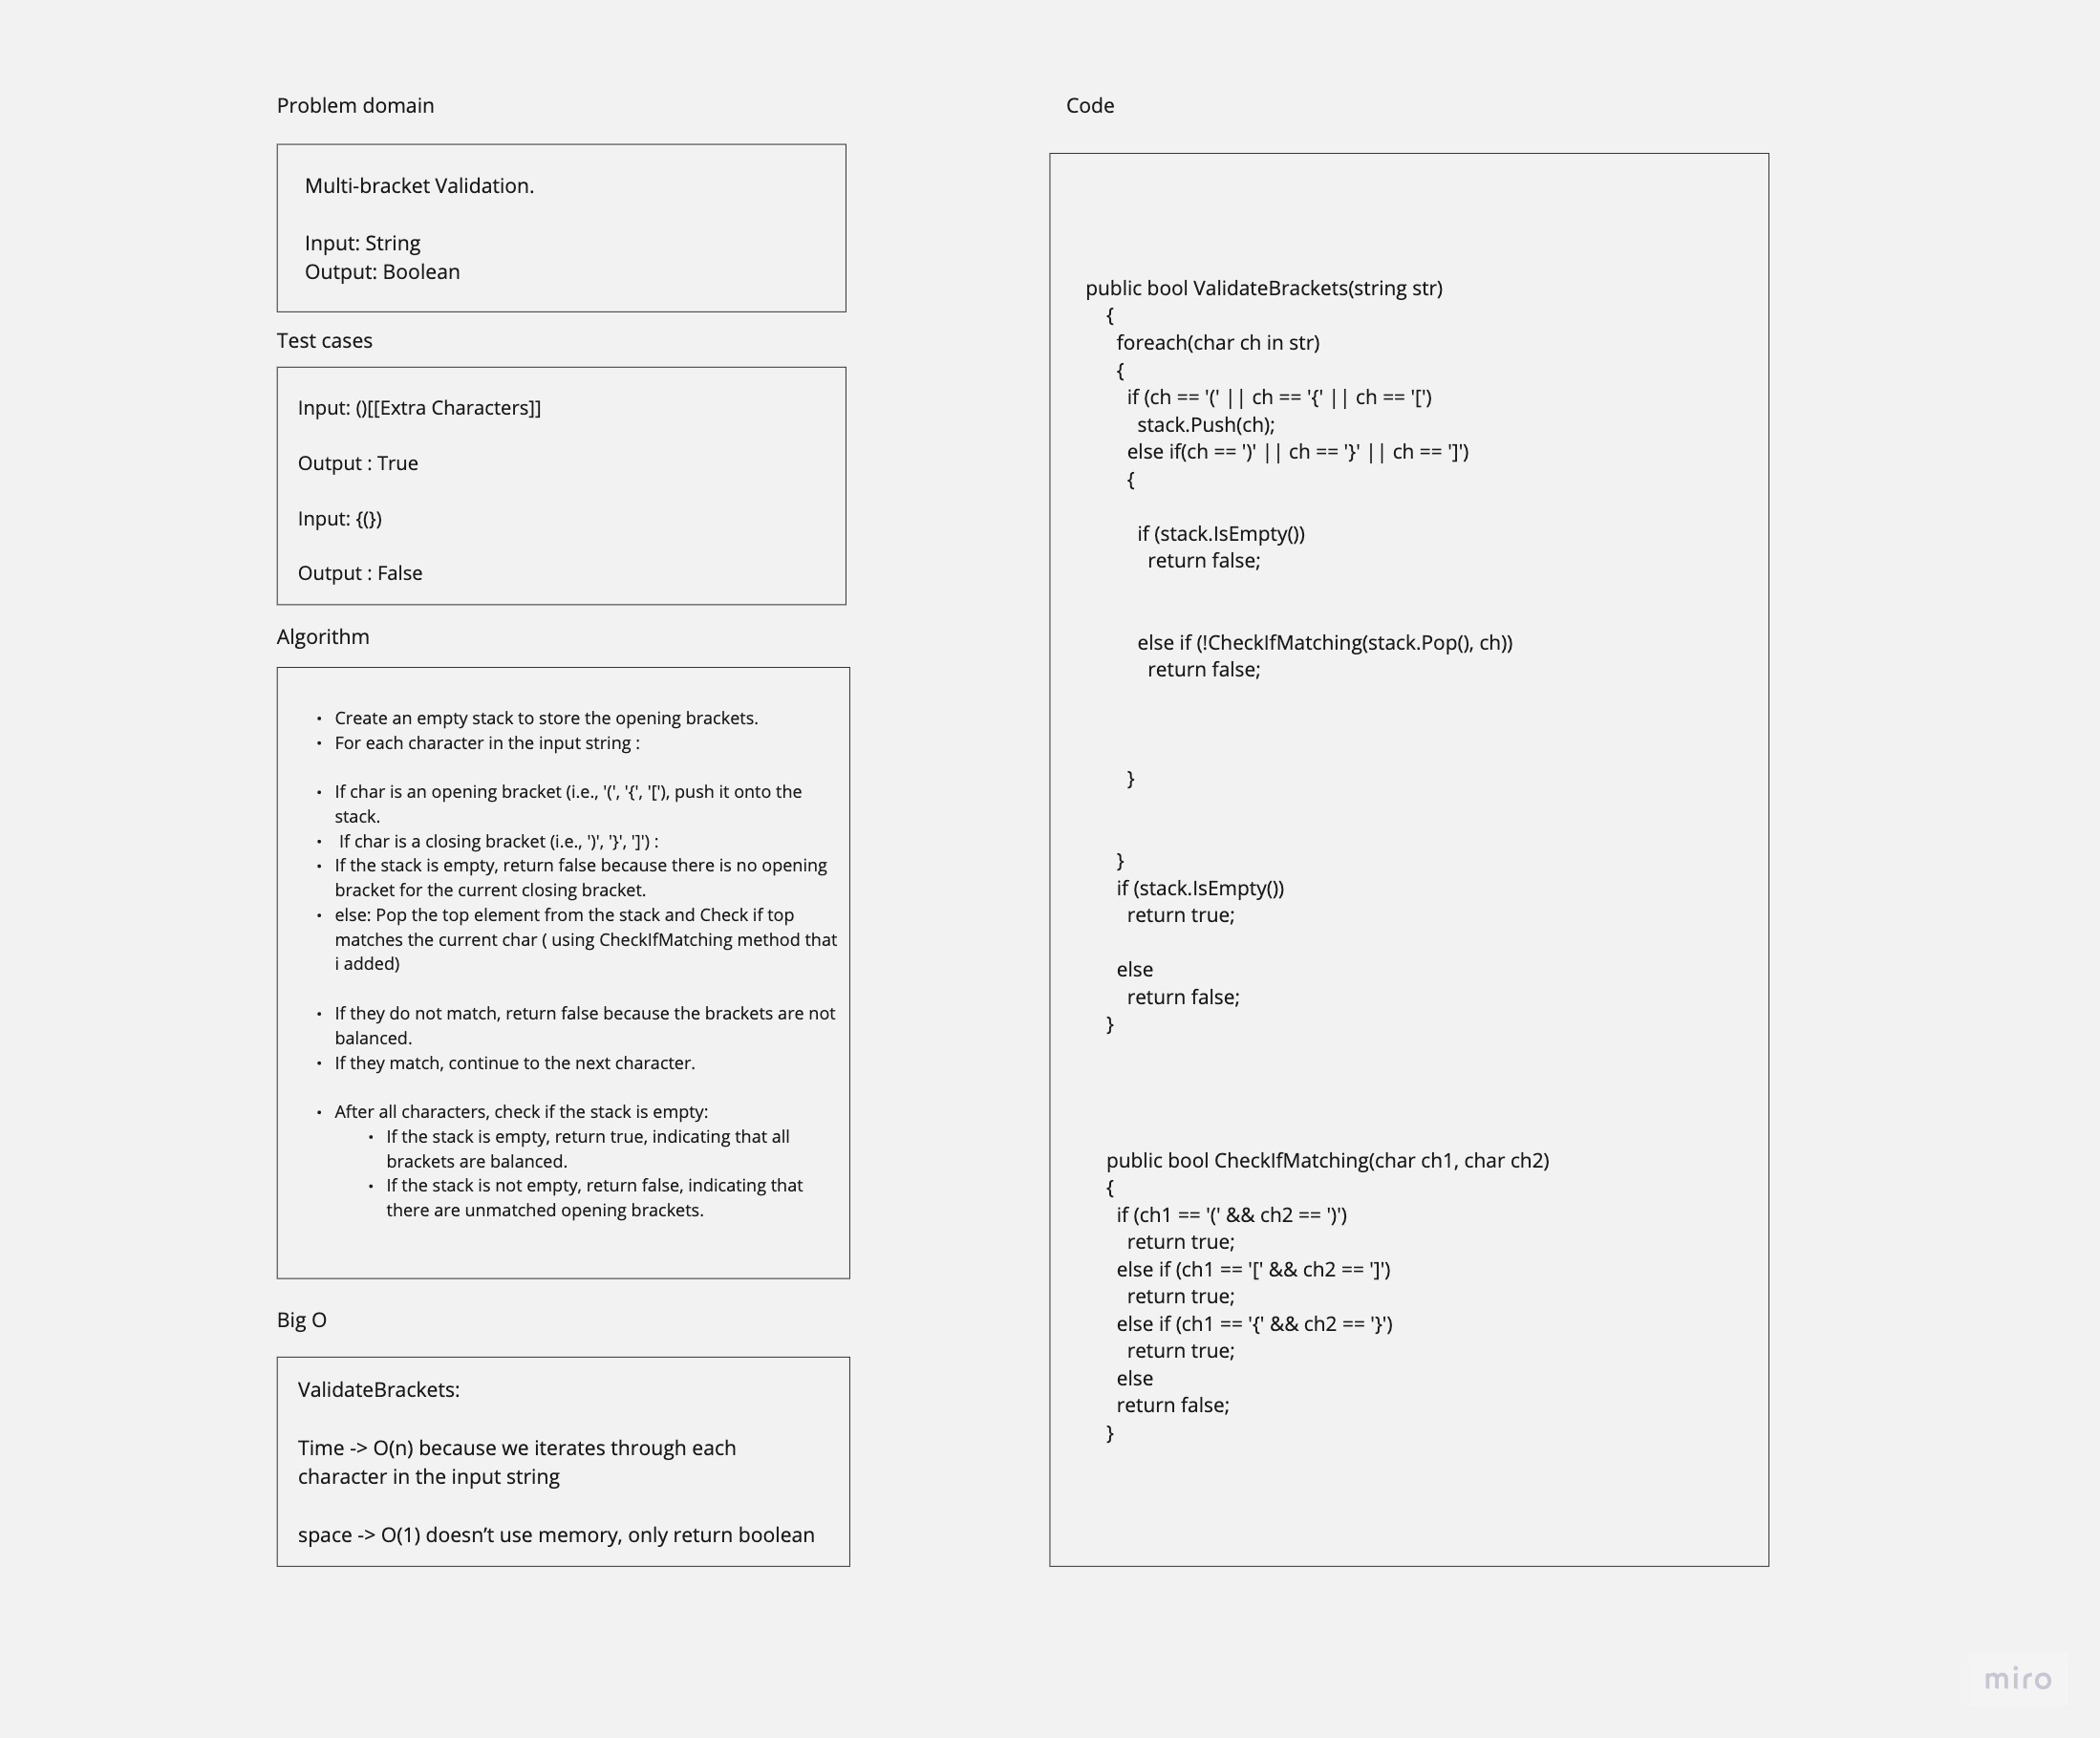 Problem domain
Multi-bracket Validation.
Input: String
Output: Boolean
Test cases
Input: ()[[Extra Characters]]
Output : True
Input: {(})
Output : False
Algorithm
• Create an empty stack to store the opening brackets.
• For each character in the input string :
• If char is an opening bracket (i.e., '(', '{', '['), push it onto the
stack.
• If char is a closing bracket (i.e., ')', '}', ']') :
• If the stack is empty, return false because there is no opening
bracket for the current closing bracket.
• else: Pop the top element from the stack and Check if top
matches the current char ( using CheckIfMatching method that
i added)
• If they do not match, return false because the brackets are not
balanced.
• If they match, continue to the next character.
• After all characters, check if the stack is empty:
• If the stack is empty, return true, indicating that all
brackets are balanced.
• If the stack is not empty, return false, indicating that
there are unmatched opening brackets.
Big O
ValidateBrackets:
Time -> O(n) because we iterates through each
character in the input string
space -> O(1) doesn’t use memory, only return boolean
Code
public bool ValidateBrackets(string str)
{
foreach(char ch in str)
{
if (ch == '(' || ch == '{' || ch == '[')
stack.Push(ch);
else if(ch == ')' || ch == '}' || ch == ']')
{
if (stack.IsEmpty())
return false;
else if (!CheckIfMatching(stack.Pop(), ch))
return false;
}
}
if (stack.IsEmpty())
return true;
else
return false;
}
public bool CheckIfMatching(char ch1, char ch2)
{
if (ch1 == '(' && ch2 == ')')
return true;
else if (ch1 == '[' && ch2 == ']')
return true;
else if (ch1 == '{' && ch2 == '}')
return true;
else
return false;
}
miro